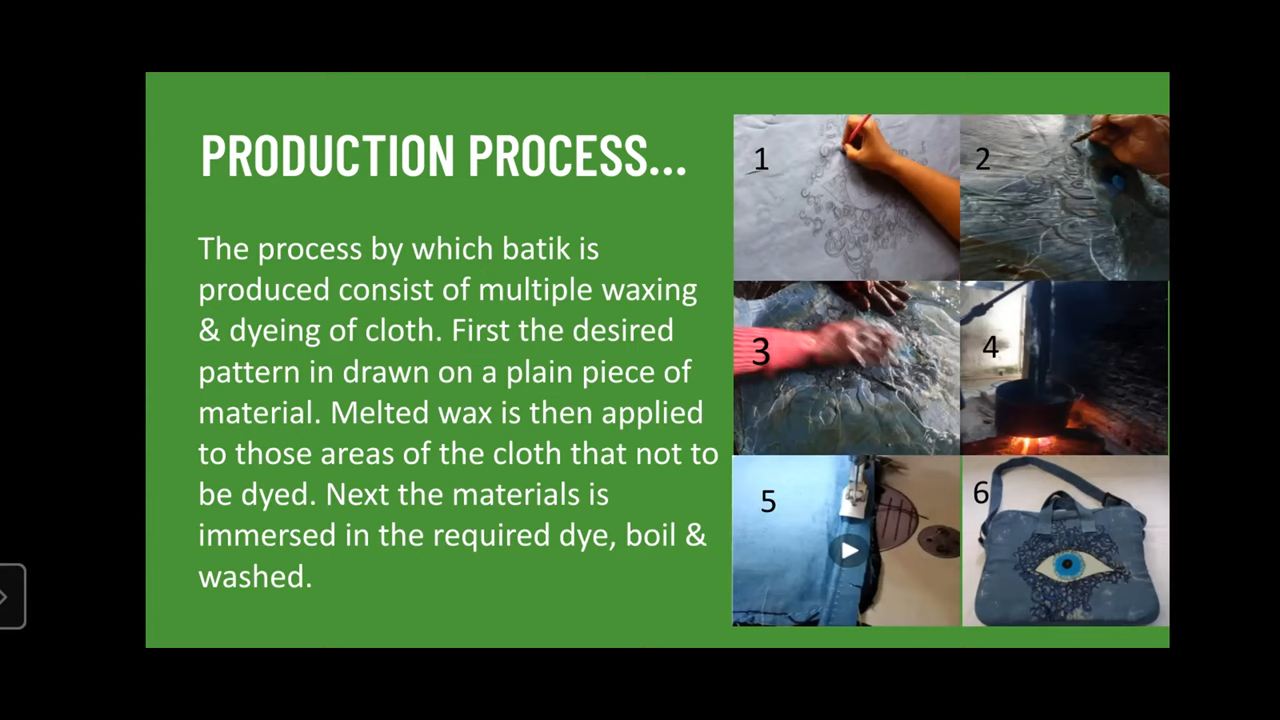 PRODUCTION PROCESS...
The process by which batik is
produced consist of multiple waxing
& dyeing of cloth. First the desired
pattern in drawn on a plain piece of
material. Melted wax is then applied
to those areas of the cloth that not to
be dyed. Next the materials is
immersed in the required dye, boil &
washed.
1
2
3
4
5
6